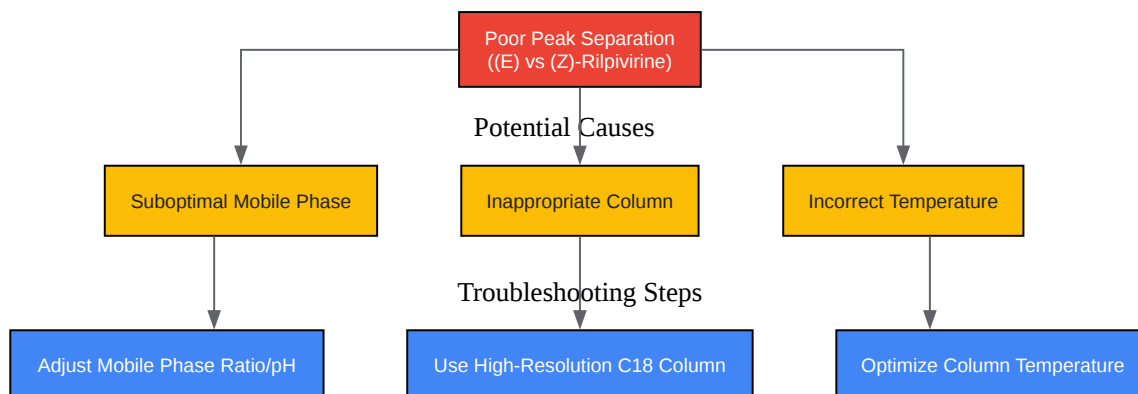 Poor Peak Separation
((E) vs (Z)-Rilpivirine)
Potential Causes
Suboptimal Mobile Phase
Inappropriate Column
Incorrect Temperature
Troubleshooting Steps
Adjust Mobile Phase Ratio/pH
Use High-Resolution C18 Column
Optimize Column Temperature